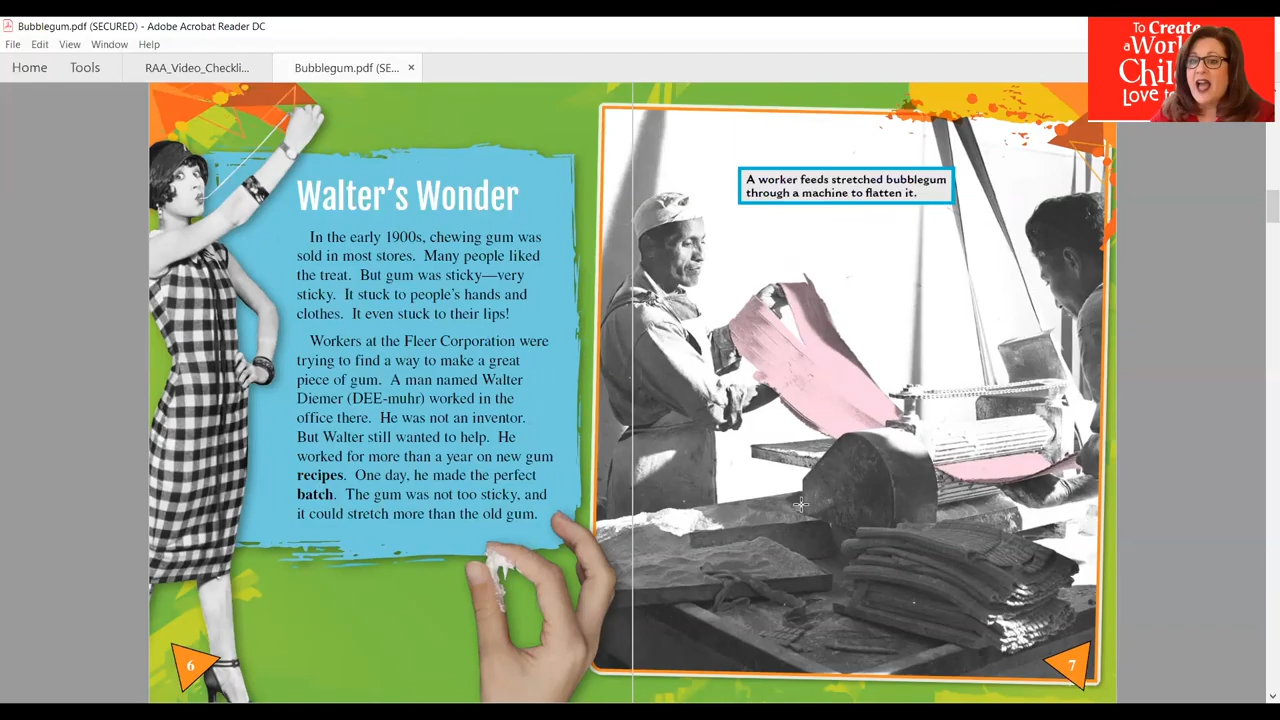 Bubblegum.pdf (SECURED) - Adobe Acrobat Reader DC
File Edit View Window Help
Home Tools RAA_Video_Checkli... Bubblegum.pdf (SE... ×
To Create
a Worl
Chil
Love to
Walter's Wonder
In the early 1900s, chewing gum was
sold in most stores. Many people liked
the treat. But gum was sticky—very
sticky. It stuck to people's hands and
clothes. It even stuck to their lips!
Workers at the Fleer Corporation were
trying to find a way to make a great
piece of gum. A man named Walter
Diemer (DEE-muhr) worked in the
office there. He was not an inventor.
But Walter still wanted to help. He
worked for more than a year on new gum
recipes. One day, he made the perfect
batch. The gum was not too sticky, and
it could stretch more than the old gum.
6
A worker feeds stretched bubblegum
through a machine to flatten it.
7